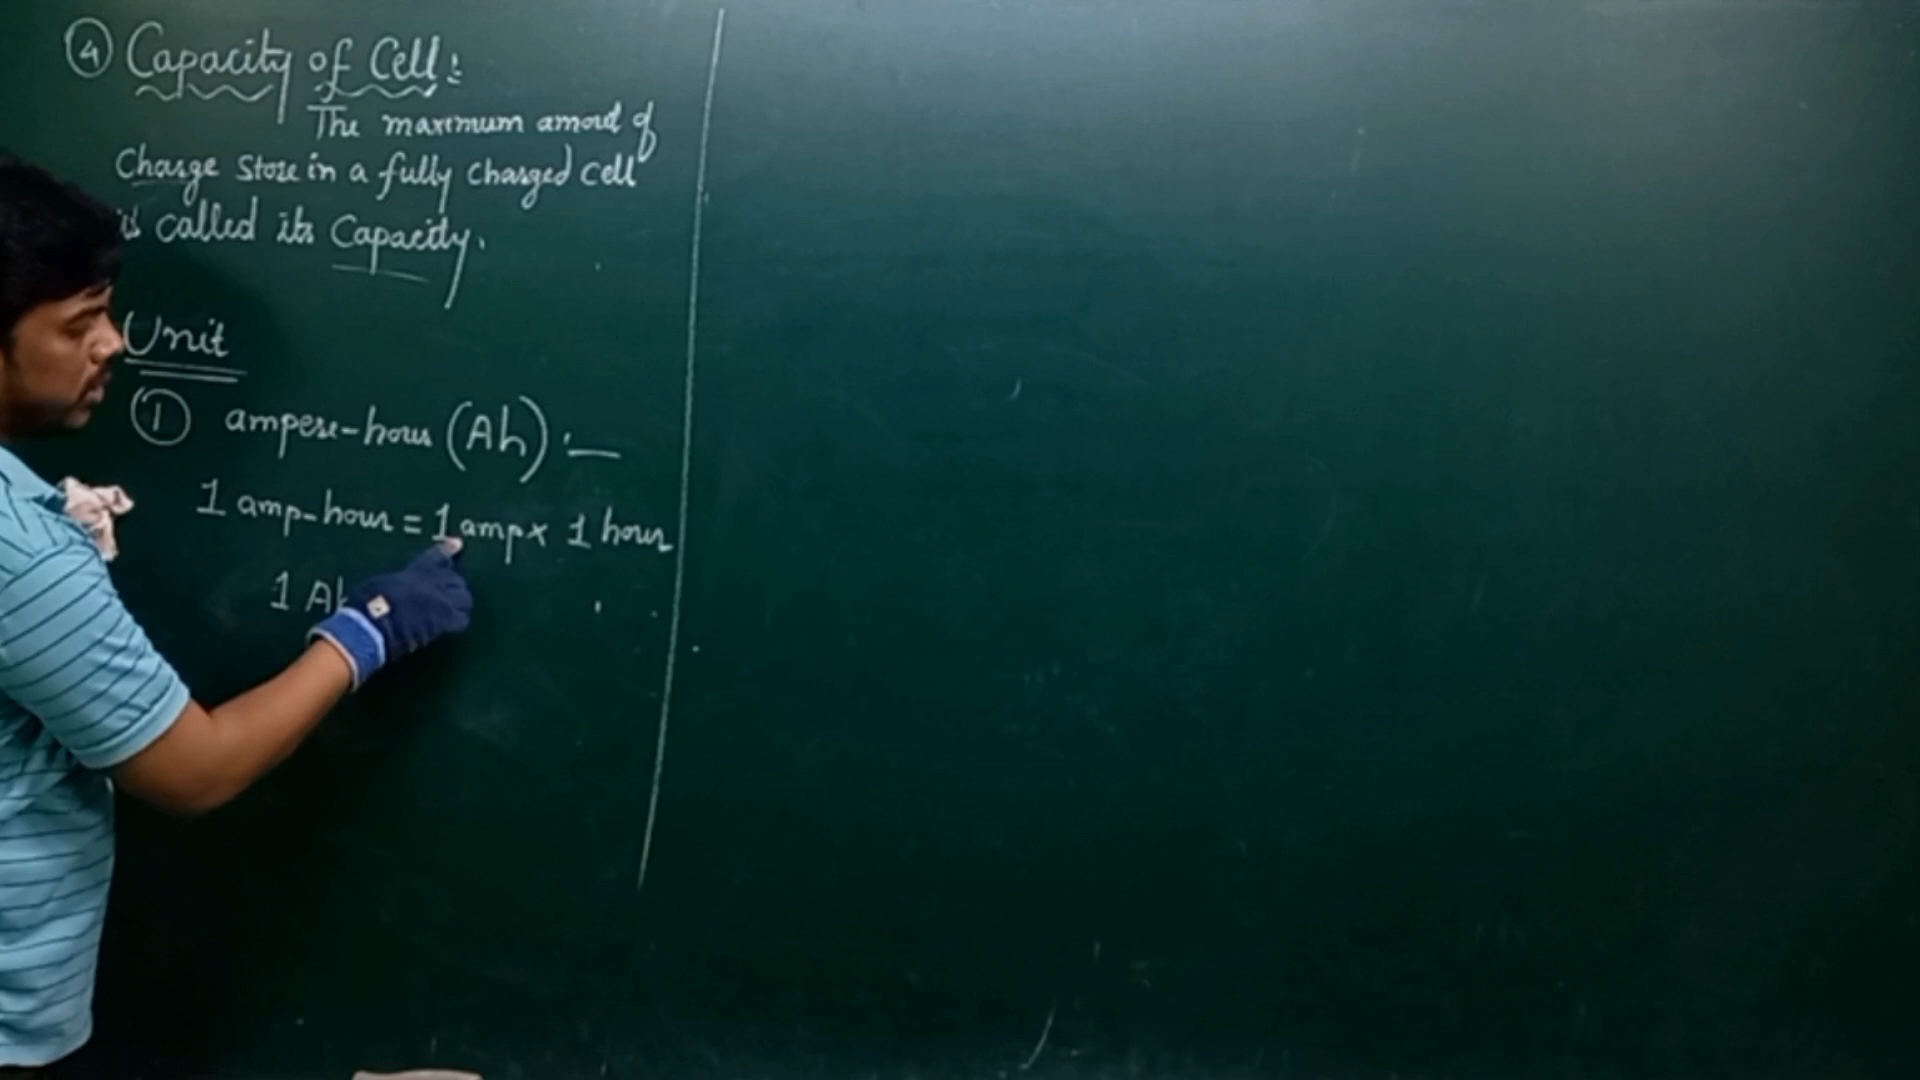 ④ Capacity of Cell :
The maximum amout of
Charge Store in a fully charged cell
is called its Capacity.
Unit
① ampere-hour (Ah) :-
1 amp-hour = 1 amp x 1 hour
1 Ah